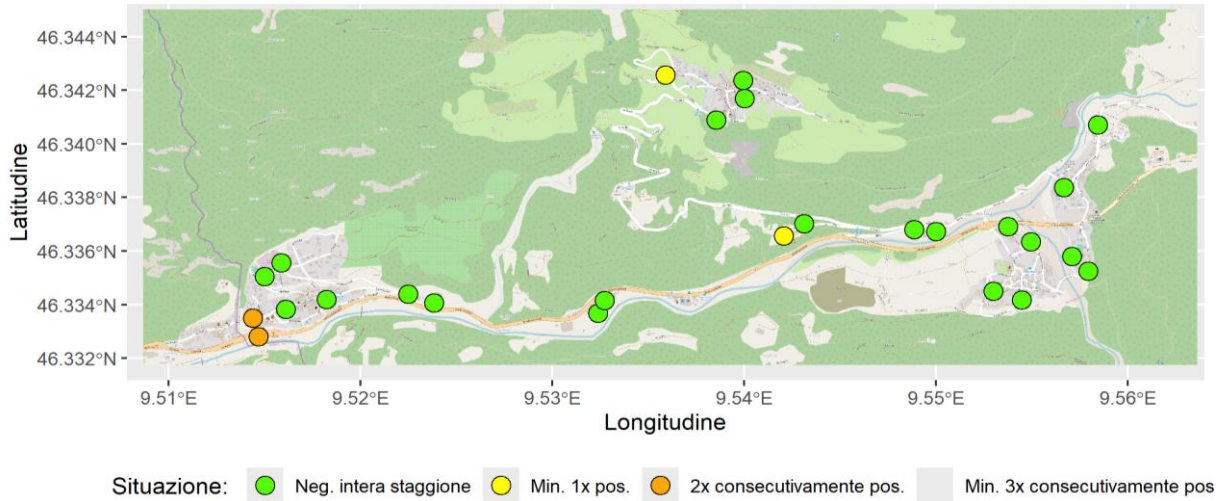 46.344°N
46.342°N
46.340°N
46.338°N
46.336°N
46.334°N
46.332°N
Latitudine
9.51°E 9.52°E 9.53°E 9.54°E 9.55°E 9.56°E
Longitudine
Situazione: Neg. intera staggione Min. 1x pos. 2x consecutivamente pos. Min. 3x consecutivamente pos